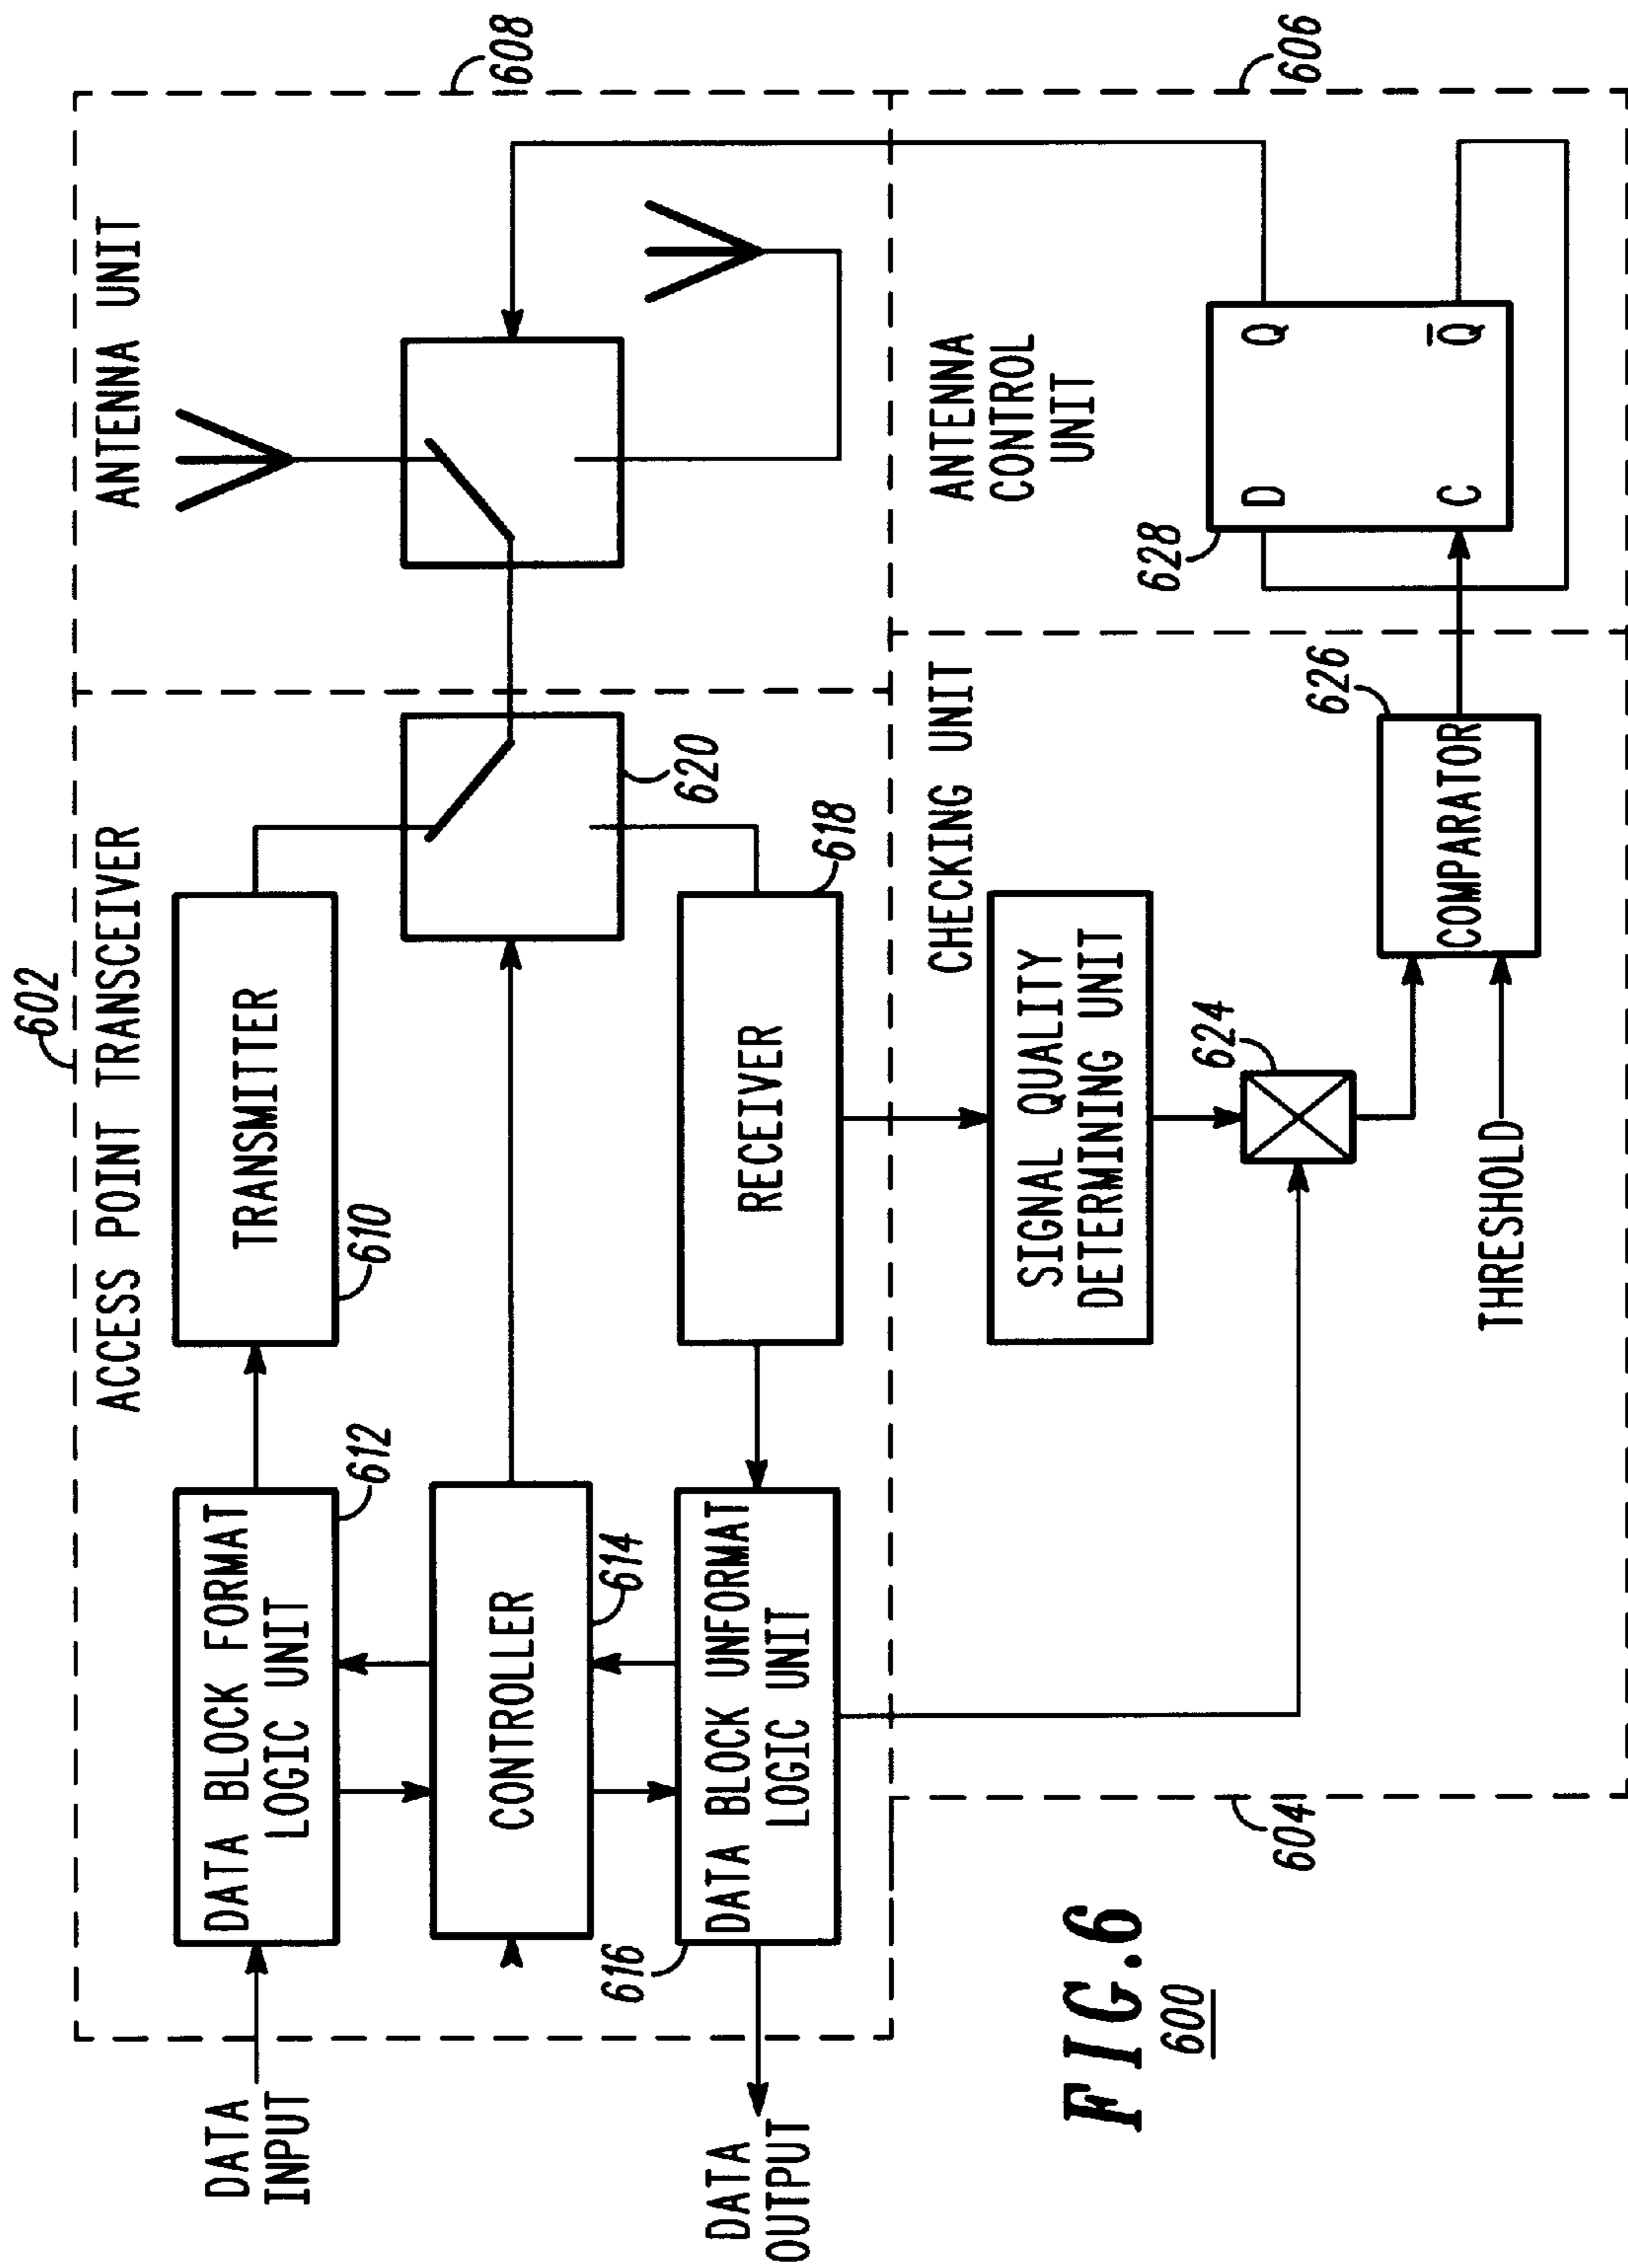 602
608
ACCESS POINT TRANSCEIVER
ANTENNA UNIT
DATA
INPUT
DATA BLOCK FORMAT
LOGIC UNIT
612
TRANSMITTER
610
CONTROLLER
614
620
616
DATA BLOCK UNFORMAT
LOGIC UNIT
RECEIVER
618
DATA
OUTPUT
CHECKING UNIT
ANTENNA
CONTROL
UNIT
SIGNAL QUALITY
DETERMINING UNIT
624
626
COMPARATOR
THRESHOLD
628
D
Q
C
Q̅
604
606
FIG.6
600